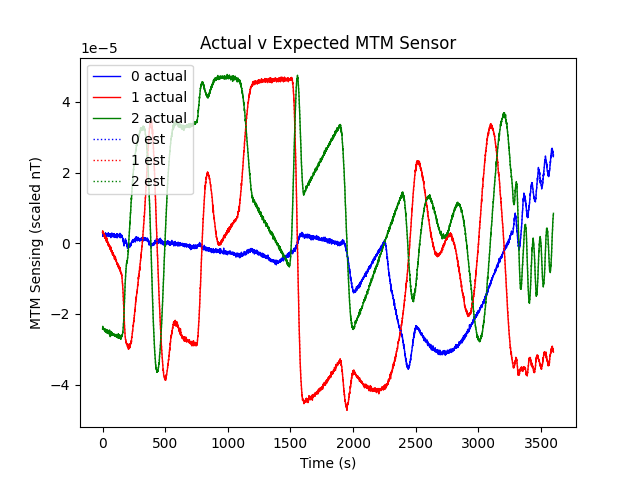 Actual v Expected MTM Sensor
1e−5
0 actual
1 actual
2 actual
0 est
1 est
2 est
4
2
0
−2
−4
MTM Sensing (scaled nT)
0
500
1000
1500
2000
2500
3000
3500
Time (s)